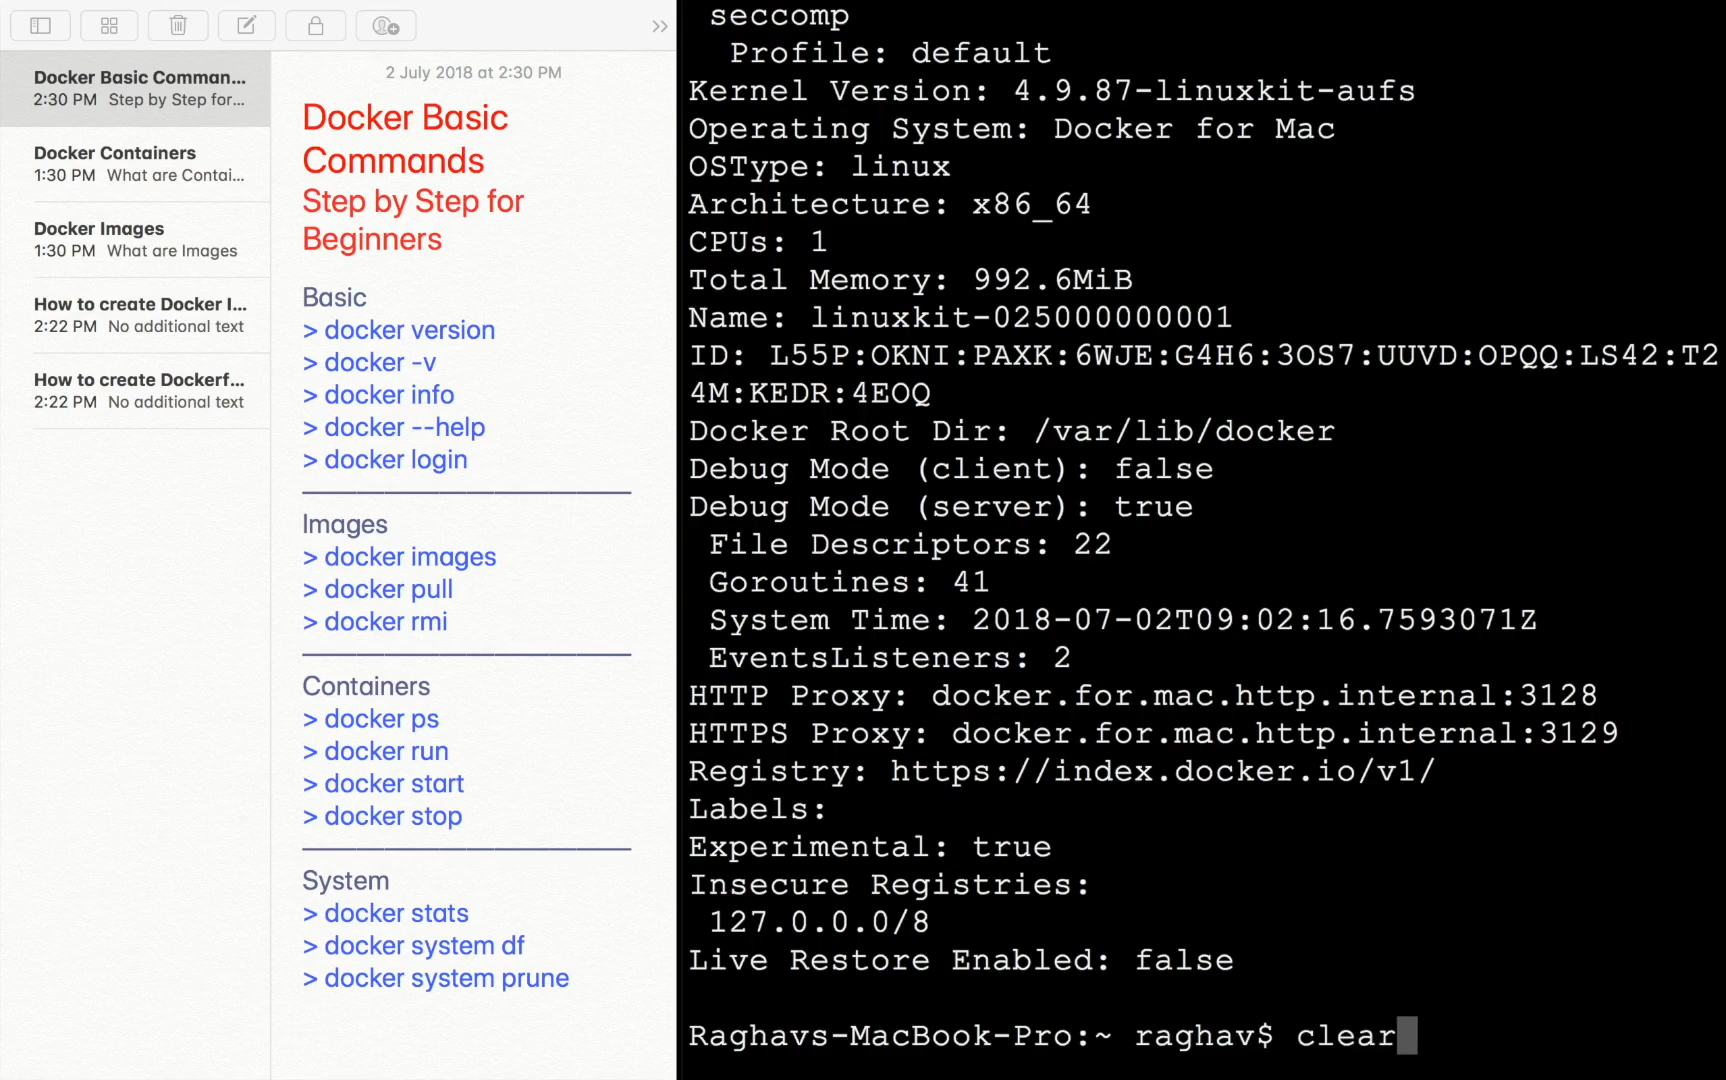 Docker Basic Comman...
2:30 PM Step by Step for...
Docker Containers
1:30 PM What are Contai...
Docker Images
1:30 PM What are Images
How to create Docker I...
2:22 PM No additional text
How to create Dockerf...
2:22 PM No additional text
2 July 2018 at 2:30 PM
Docker Basic
Commands
Step by Step for
Beginners
Basic
> docker version
> docker -v
> docker info
> docker --help
> docker login
Images
> docker images
> docker pull
> docker rmi
Containers
> docker ps
> docker run
> docker start
> docker stop
System
> docker stats
> docker system df
> docker system prune
seccomp
Profile: default
Kernel Version: 4.9.87-linuxkit-aufs
Operating System: Docker for Mac
OSType: linux
Architecture: x86_64
CPUs: 1
Total Memory: 992.6MiB
Name: linuxkit-025000000001
ID: L55P:OKNI:PAXK:6WJE:G4H6:3OS7:UUVD:OPQQ:LS42:T2
4M:KEDR:4EOQ
Docker Root Dir: /var/lib/docker
Debug Mode (client): false
Debug Mode (server): true
File Descriptors: 22
Goroutines: 41
System Time: 2018-07-02T09:02:16.7593071Z
EventsListeners: 2
HTTP Proxy: docker.for.mac.http.internal:3128
HTTPS Proxy: docker.for.mac.http.internal:3129
Registry: https://index.docker.io/v1/
Labels:
Experimental: true
Insecure Registries:
127.0.0.0/8
Live Restore Enabled: false
Raghavs-MacBook-Pro:~ raghav$ clear